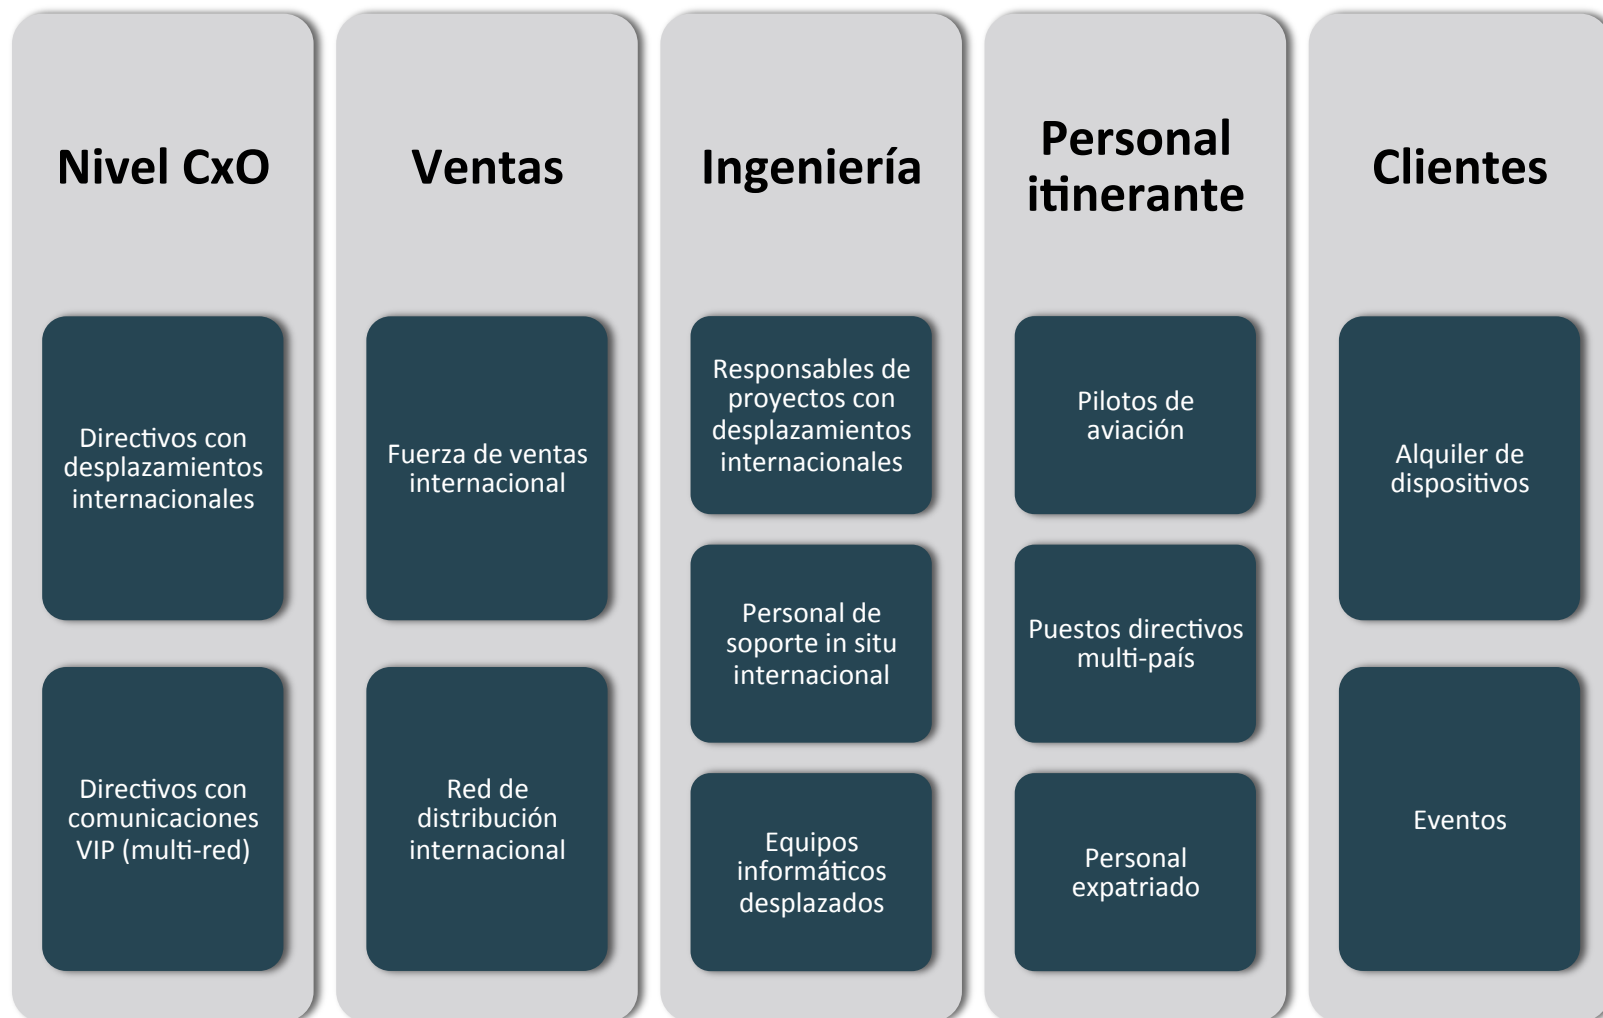 Nivel CxO
Directivos con
desplazamientos
internacionales
Directivos con
comunicaciones
VIP (multi-red)
Ventas
Fuerza de ventas
internacional
Red de
distribución
internacional
Ingeniería
Responsables de
proyectos con
desplazamientos
internacionales
Personal de
soporte in situ
internacional
Equipos
informáticos
desplazados
Personal
itinerante
Pilotos de
aviación
Puestos directivos
multi-país
Personal
expatriado
Clientes
Alquiler de
dispositivos
Eventos